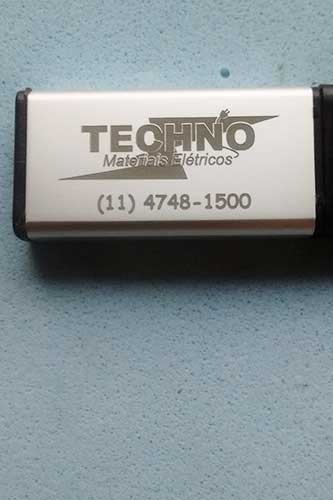 TECHNO
Materiais Elétricos
(11) 4748-1500